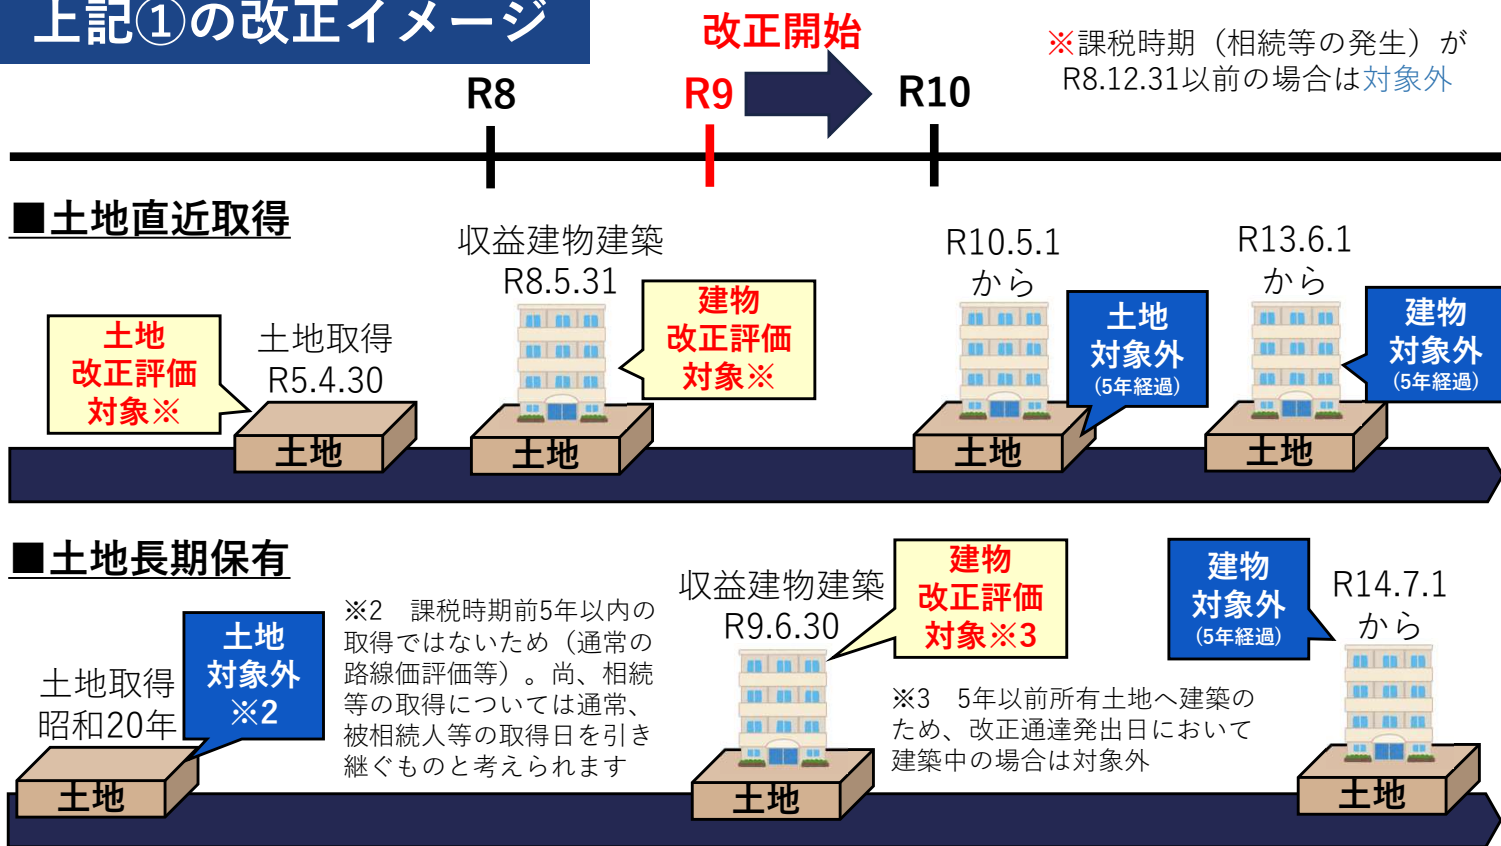 上記①の改正イメージ
改正開始
※課税時期（相続等の発生）が
R8.12.31以前の場合は対象外
R8
R9
R10
■土地直近取得
土地
改正評価
対象※
土地取得
R5.4.30
土地
収益建物建築
R8.5.31
建物
改正評価
対象※
土地
R10.5.1
から
土地
対象外
(5年経過)
土地
R13.6.1
から
建物
対象外
(5年経過)
土地
■土地長期保有
土地取得
昭和20年
土地
対象外
※2
土地
※2　課税時期前5年以内の
取得ではないため（通常の
路線価評価等）。尚、相続
等の取得については通常、
被相続人等の取得日を引き
継ぐものと考えられます
収益建物建築
R9.6.30
建物
改正評価
対象※3
土地
※3　5年以前所有土地へ建築の
ため、改正通達発出日において
建築中の場合は対象外
建物
対象外
(5年経過)
R14.7.1
から
土地